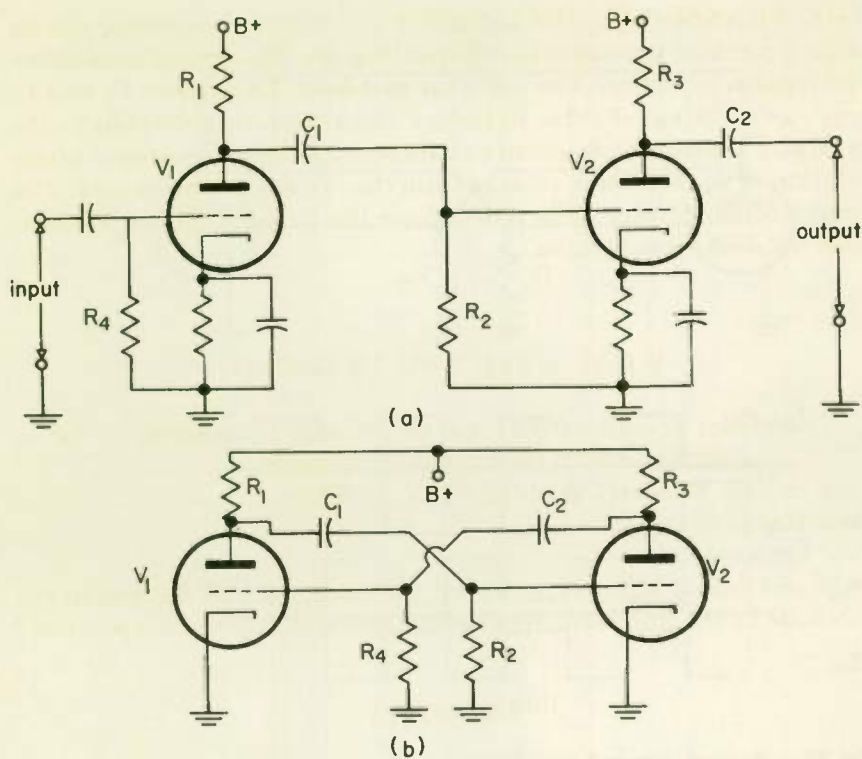 B+ B+
R1 R3
C1 C2
V1 V2
input R4 R2 output
(a)
R1 B+ R3
C1 C2
V1 V2
R4 R2
(b)